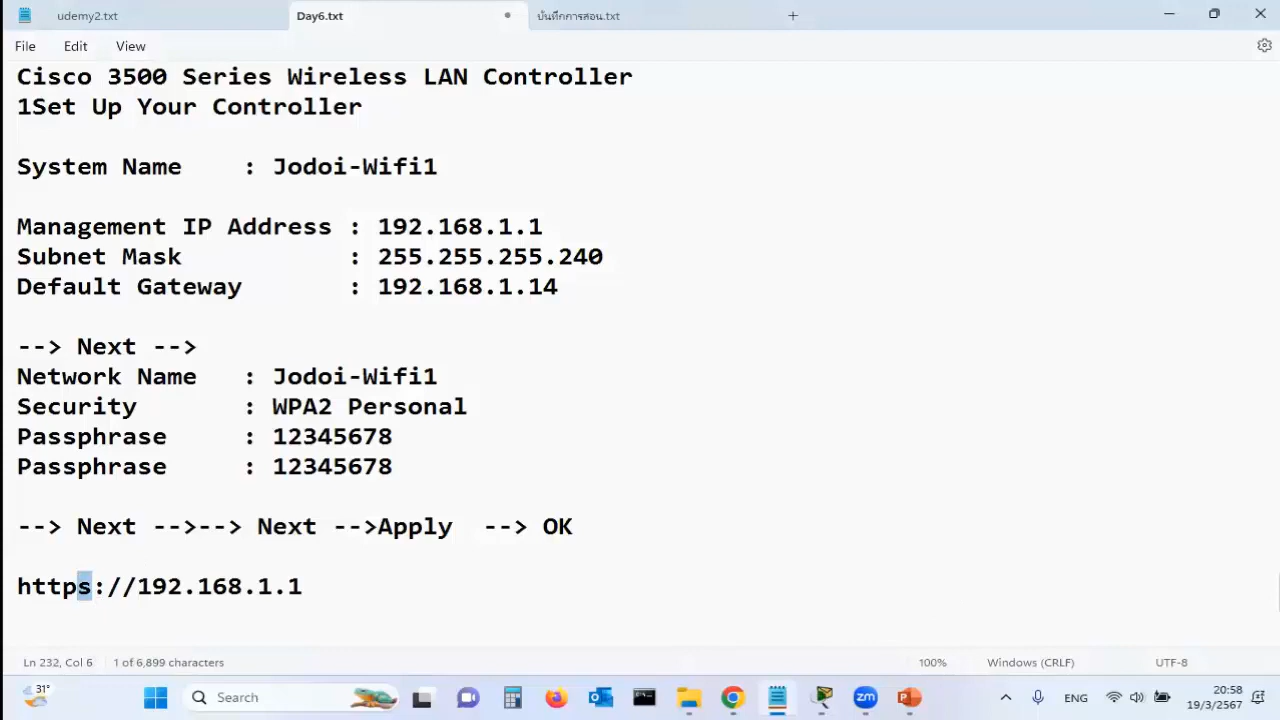 udemy2.txt
Day6.txt
บันทึกการสอน.txt
File Edit View
Cisco 3500 Series Wireless LAN Controller
1Set Up Your Controller
System Name : Jodoi-Wifi1
Management IP Address : 192.168.1.1
Subnet Mask : 255.255.255.240
Default Gateway : 192.168.1.14
--> Next -->
Network Name : Jodoi-Wifi1
Security : WPA2 Personal
Passphrase : 12345678
Passphrase : 12345678
--> Next -->--> Next -->Apply --> OK
https://192.168.1.1
Ln 232, Col 6 1 of 6,899 characters 100% Windows (CRLF) UTF-8
31°
Search
zm
ENG
20:58
19/3/2567